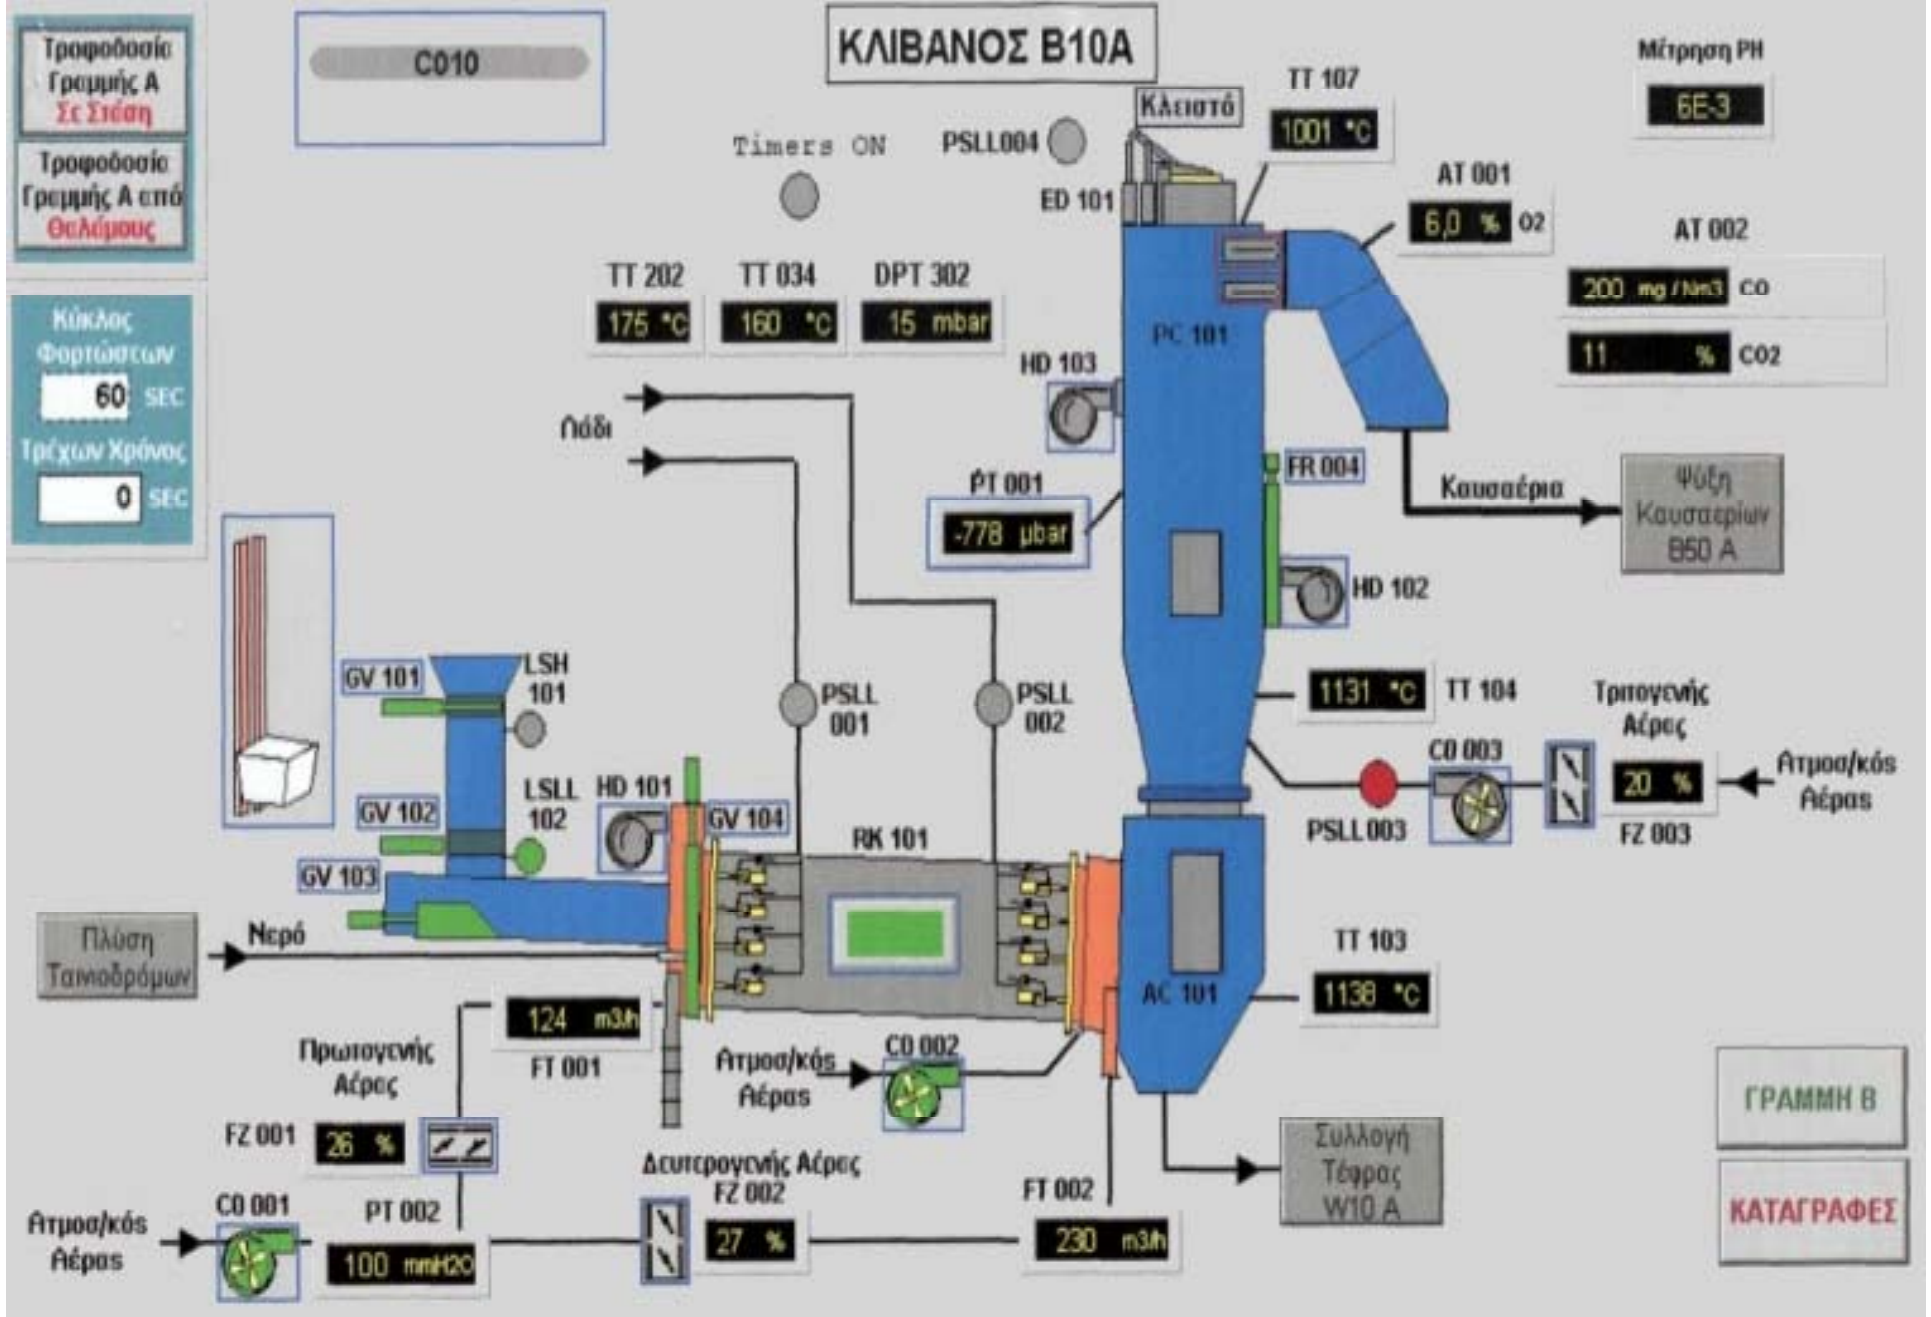 Τροφοδοσία
Γραμμής Α
Σε Στάση
Τροφοδοσία
Γραμμής Α από
Θαλάμους
C010
ΚΛΙΒΑΝΟΣ Β10Α
Κλειστό
Timers ON
PSLL004
ED 101
TT 107
1001 °C
Μέτρηση PH
6E-3
AT 001
6,0 % O2
AT 002
200 mg / Nm3 CO
11 % CO2
TT 202
175 °C
TT 034
160 °C
DPT 302
15 mbar
Κύκλος
Φορτώσεων
60 SEC
Τρέχων Χρόνος
0 SEC
PC 101
HD 103
Λάδι
PT 001
-778 μbar
FR 004
HD 102
Καυσαέρια
Ψύξη
Καυσαερίων
B50 A
GV 101
LSH
101
PSLL
001
PSLL
002
1131 °C
TT 104
Τριτογενής
Αέρας
C0 003
20 %
Ατμοσ/κός
Αέρας
PSLL003
FZ 003
GV 102
LSLL
102
HD 101
GV 104
RK 101
GV 103
Πλύση
Ταινιοδρόμων
Νερό
TT 103
1138 °C
AC 101
124 m3/h
FT 001
Πρωτογενής
Αέρας
Ατμοσ/κός
Αέρας
C0 002
FZ 001
26 %
Δευτερογενής Αέρας
FZ 002
27 %
FT 002
230 m3/h
Συλλογή
Τέφρας
W10 A
C0 001
PT 002
100 mmH2O
Ατμοσ/κός
Αέρας
ΓΡΑΜΜΗ Β
ΚΑΤΑΓΡΑΦΕΣ